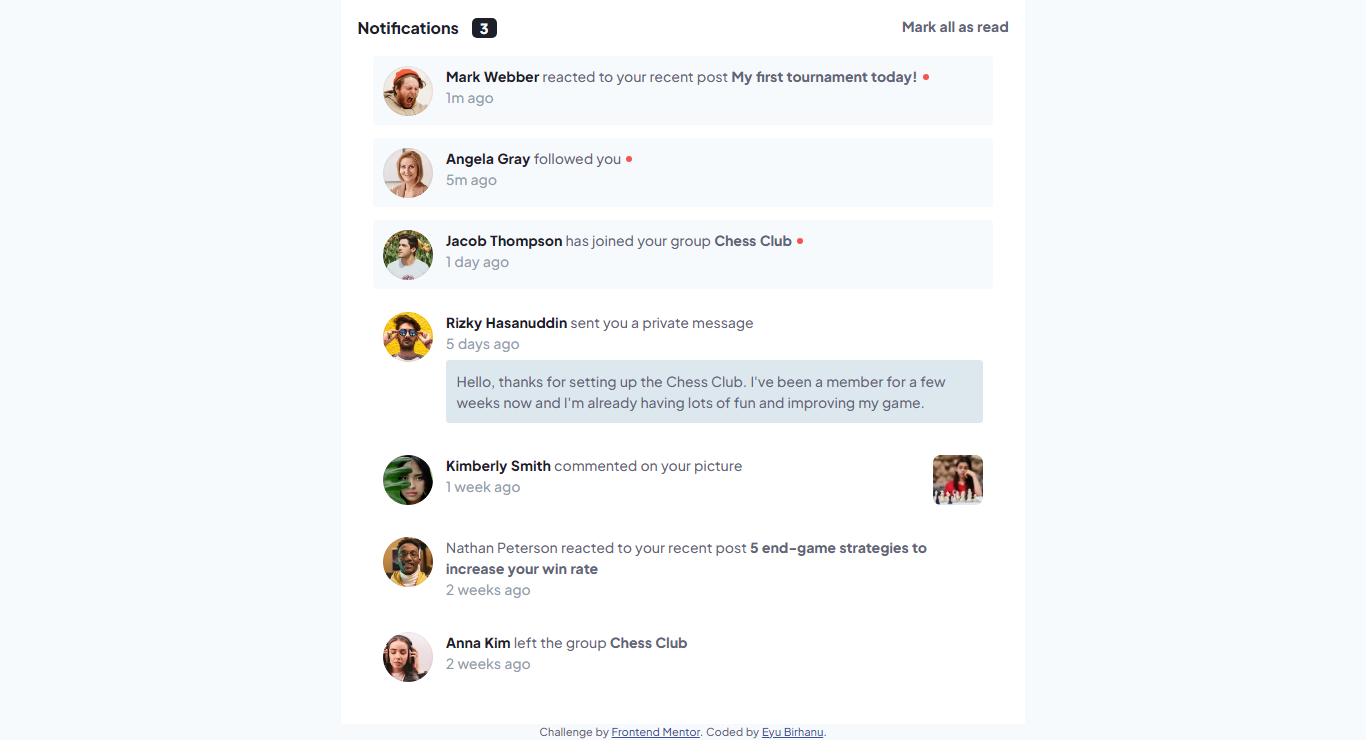 Notifications 3 Mark all as read
Mark Webber reacted to your recent post My first tournament today!
1m ago
Angela Gray followed you
5m ago
Jacob Thompson has joined your group Chess Club
1 day ago
Rizky Hasanuddin sent you a private message
5 days ago
Hello, thanks for setting up the Chess Club. I've been a member for a few
weeks now and I'm already having lots of fun and improving my game.
Kimberly Smith commented on your picture
1 week ago
Nathan Peterson reacted to your recent post 5 end-game strategies to
increase your win rate
2 weeks ago
Anna Kim left the group Chess Club
2 weeks ago
Challenge by Frontend Mentor. Coded by Eyu Birhanu.